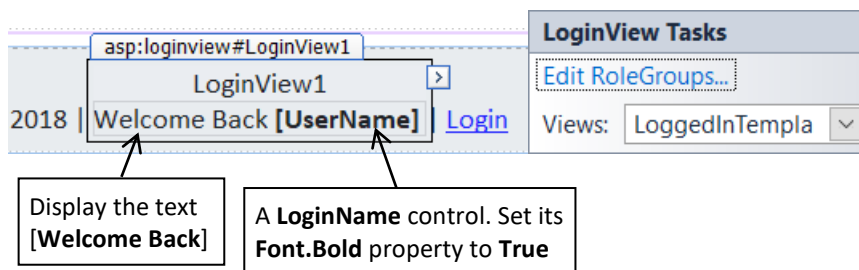 asp:loginview#LoginView1
LoginView1
2018 | Welcome Back [UserName] | Login
LoginView Tasks
Edit RoleGroups...
Views: LoggedInTempla
Display the text
[Welcome Back]
A LoginName control. Set its
Font.Bold property to True